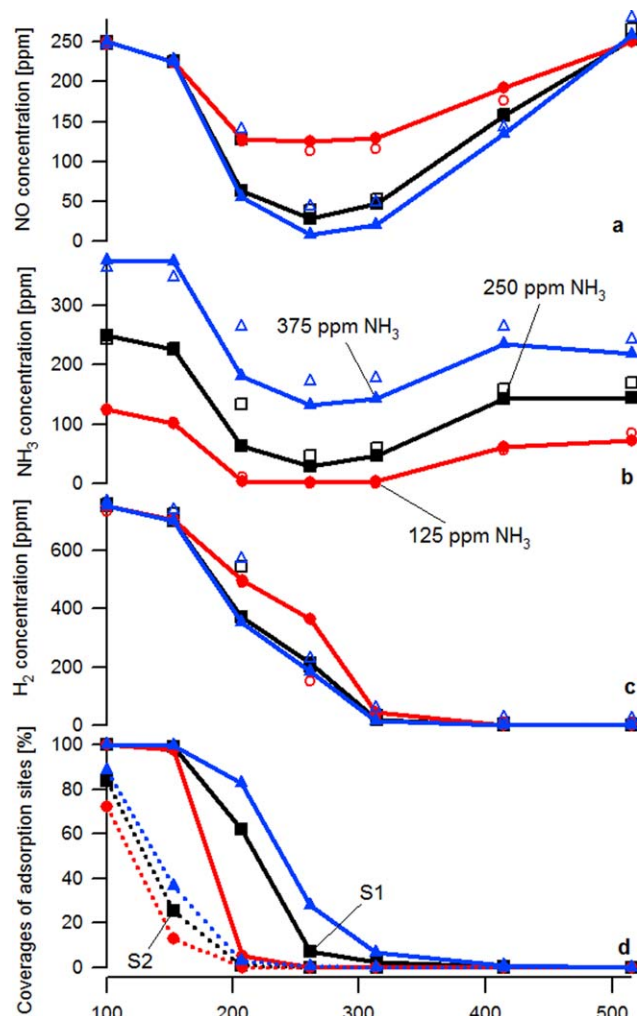 NO concentration [ppm]
250
200
150
100
50
0
a
NH3 concentration [ppm]
300
200
100
0
375 ppm NH3
250 ppm NH3
125 ppm NH3
b
H2 concentration [ppm]
600
400
200
0
c
Coverages of adsorption sites [%]
100
80
60
40
20
0
S2
S1
d
100
200
300
400
500